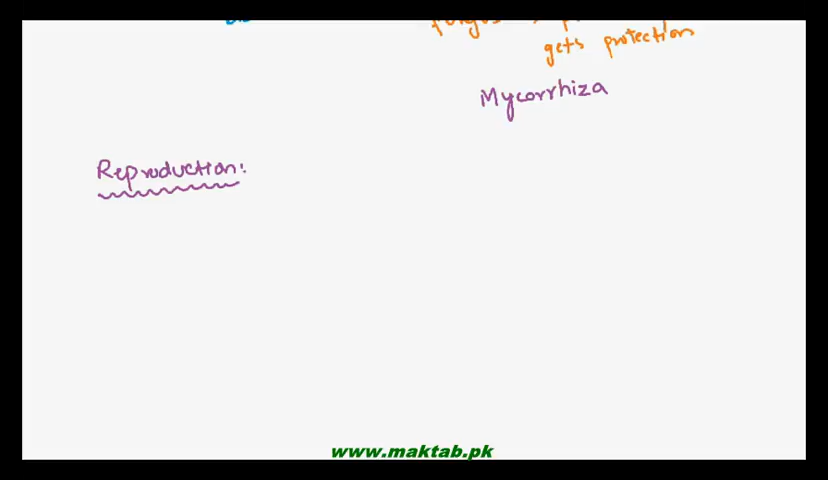 gets protection
Mycorrhiza
Reproduction:
www.maktab.pk